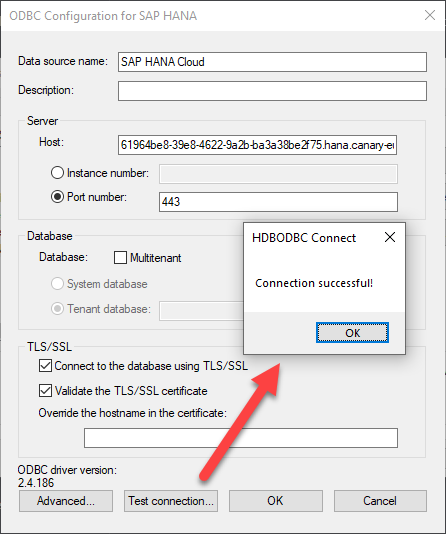 ODBC Configuration for SAP HANA
Data source name: SAP HANA Cloud
Description:
Server
Host: 61964be8-39e8-4622-9a2b-ba3a38be2f75.hana.canary-eu
Instance number:
Port number: 443
HDBODBC Connect
Connection successful!
OK
Database
Database: Multitenant
System database
Tenant database:
TLS/SSL
Connect to the database using TLS/SSL
Validate the TLS/SSL certificate
Override the hostname in the certificate:
ODBC driver version:
2.4.186
Advanced... Test connection... OK Cancel